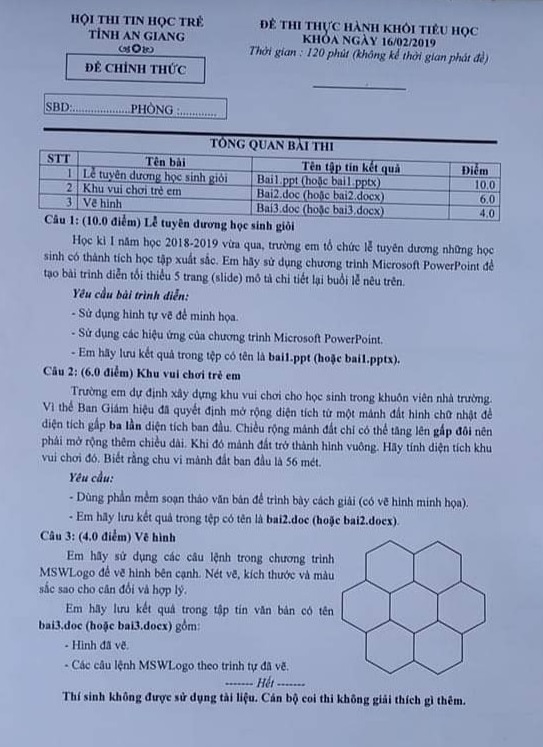 HỘI THI TIN HỌC TRẺ
TỈNH AN GIANG
ĐỀ CHÍNH THỨC
ĐỀ THI THỰC HÀNH KHỐI TIỂU HỌC
KHÓA NGÀY 16/02/2019
Thời gian : 120 phút (không kể thời gian phát đề)
SBD:.....................PHÒNG :.............
TỔNG QUAN BÀI THI
STT Tên bài Tên tập tin kết quả Điểm
1 Lễ tuyên dương học sinh giỏi Bai1.ppt (hoặc bai1.pptx) 10.0
2 Khu vui chơi trẻ em Bai2.doc (hoặc bai2.docx) 6.0
3 Vẽ hình Bai3.doc (hoặc bai3.docx) 4.0
Câu 1: (10.0 điểm) Lễ tuyên dương học sinh giỏi
Học kì I năm học 2018-2019 vừa qua, trường em tổ chức lễ tuyên dương những học
sinh có thành tích học tập xuất sắc. Em hãy sử dụng chương trình Microsoft PowerPoint để
tạo bài trình diễn tối thiểu 5 trang (slide) mô tả chi tiết lại buổi lễ nêu trên.
Yêu cầu bài trình diễn:
- Sử dụng hình tự vẽ để minh họa.
- Sử dụng các hiệu ứng của chương trình Microsoft PowerPoint.
- Em hãy lưu kết quả trong tệp có tên là bai1.ppt (hoặc bai1.pptx).
Câu 2: (6.0 điểm) Khu vui chơi trẻ em
Trường em dự định xây dựng khu vui chơi cho học sinh trong khuôn viên nhà trường.
Vì thế Ban Giám hiệu đã quyết định mở rộng diện tích từ một mảnh đất hình chữ nhật để
diện tích gấp ba lần diện tích ban đầu. Chiều rộng mảnh đất chỉ có thể tăng lên gấp đôi nên
phải mở rộng thêm chiều dài. Khi đó mảnh đất trở thành hình vuông. Hãy tính diện tích khu
vui chơi đó. Biết rằng chu vi mảnh đất ban đầu là 56 mét.
Yêu cầu:
- Dùng phần mềm soạn thảo văn bản để trình bày cách giải (có vẽ hình minh họa).
- Em hãy lưu kết quả trong tệp có tên là bai2.doc (hoặc bai2.docx).
Câu 3: (4.0 điểm) Vẽ hình
Em hãy sử dụng các câu lệnh trong chương trình
MSWLogo để vẽ hình bên cạnh. Nét vẽ, kích thước và màu
sắc sao cho cân đối và hợp lý.
Em hãy lưu kết quả trong tập tin văn bản có tên
bai3.doc (hoặc bai3.docx) gồm:
- Hình đã vẽ.
- Các câu lệnh MSWLogo theo trình tự đã vẽ.
------- Hết -------
Thí sinh không được sử dụng tài liệu. Cán bộ coi thi không giải thích gì thêm.